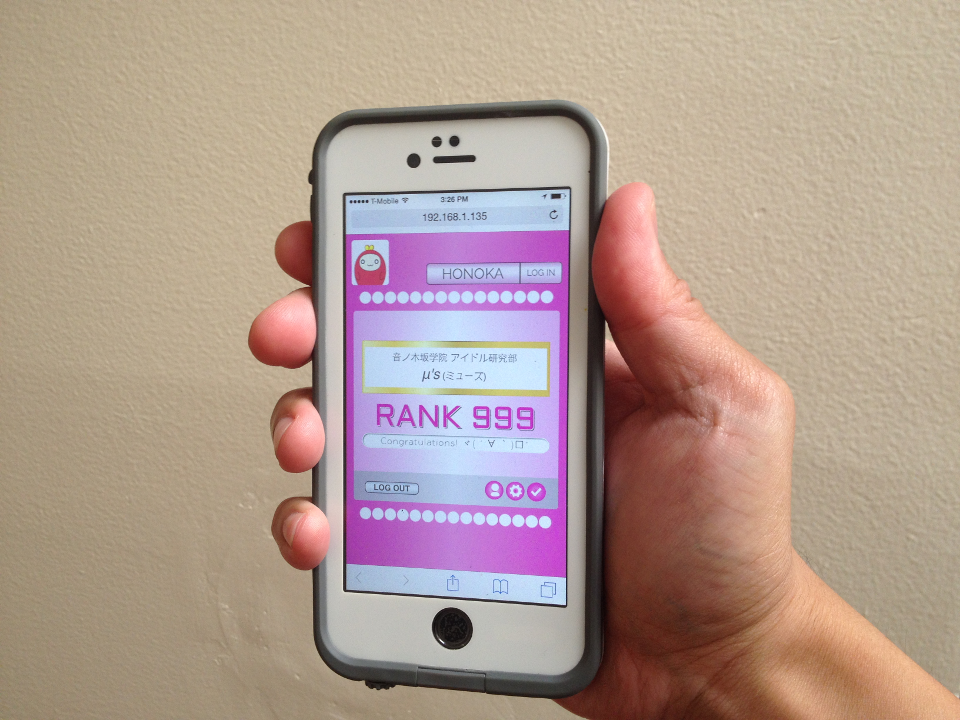 T-Mobile 3:26 PM
192.168.1.135
HONOKA LOG IN
音ノ木坂学院 アイドル研究部
μ's (ミューズ)
RANK 999
Congratulations! ヾ(´∀｀)ロ
LOG OUT